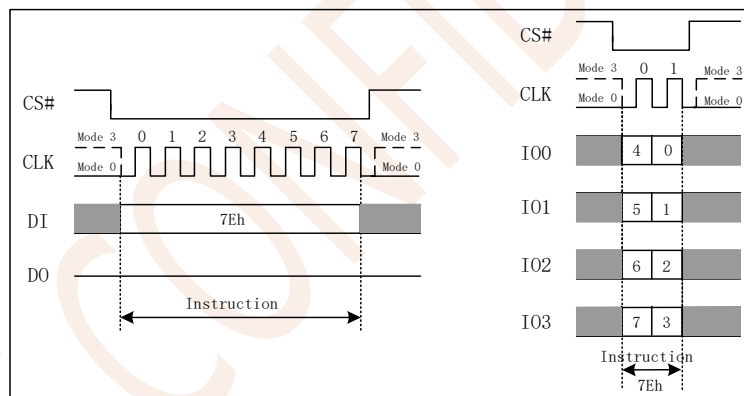 CS#
Mode 3 0 1 2 3 4 5 6 7 Mode 3
CLK
Mode 0 Mode 0
DI 7Eh
DO
Instruction
CS#
0 1
Mode 3 Mode 3
CLK
Mode 0 Mode 0
IO0 4 0
IO1 5 1
IO2 6 2
IO3 7 3
Instruction
7Eh
CONFID